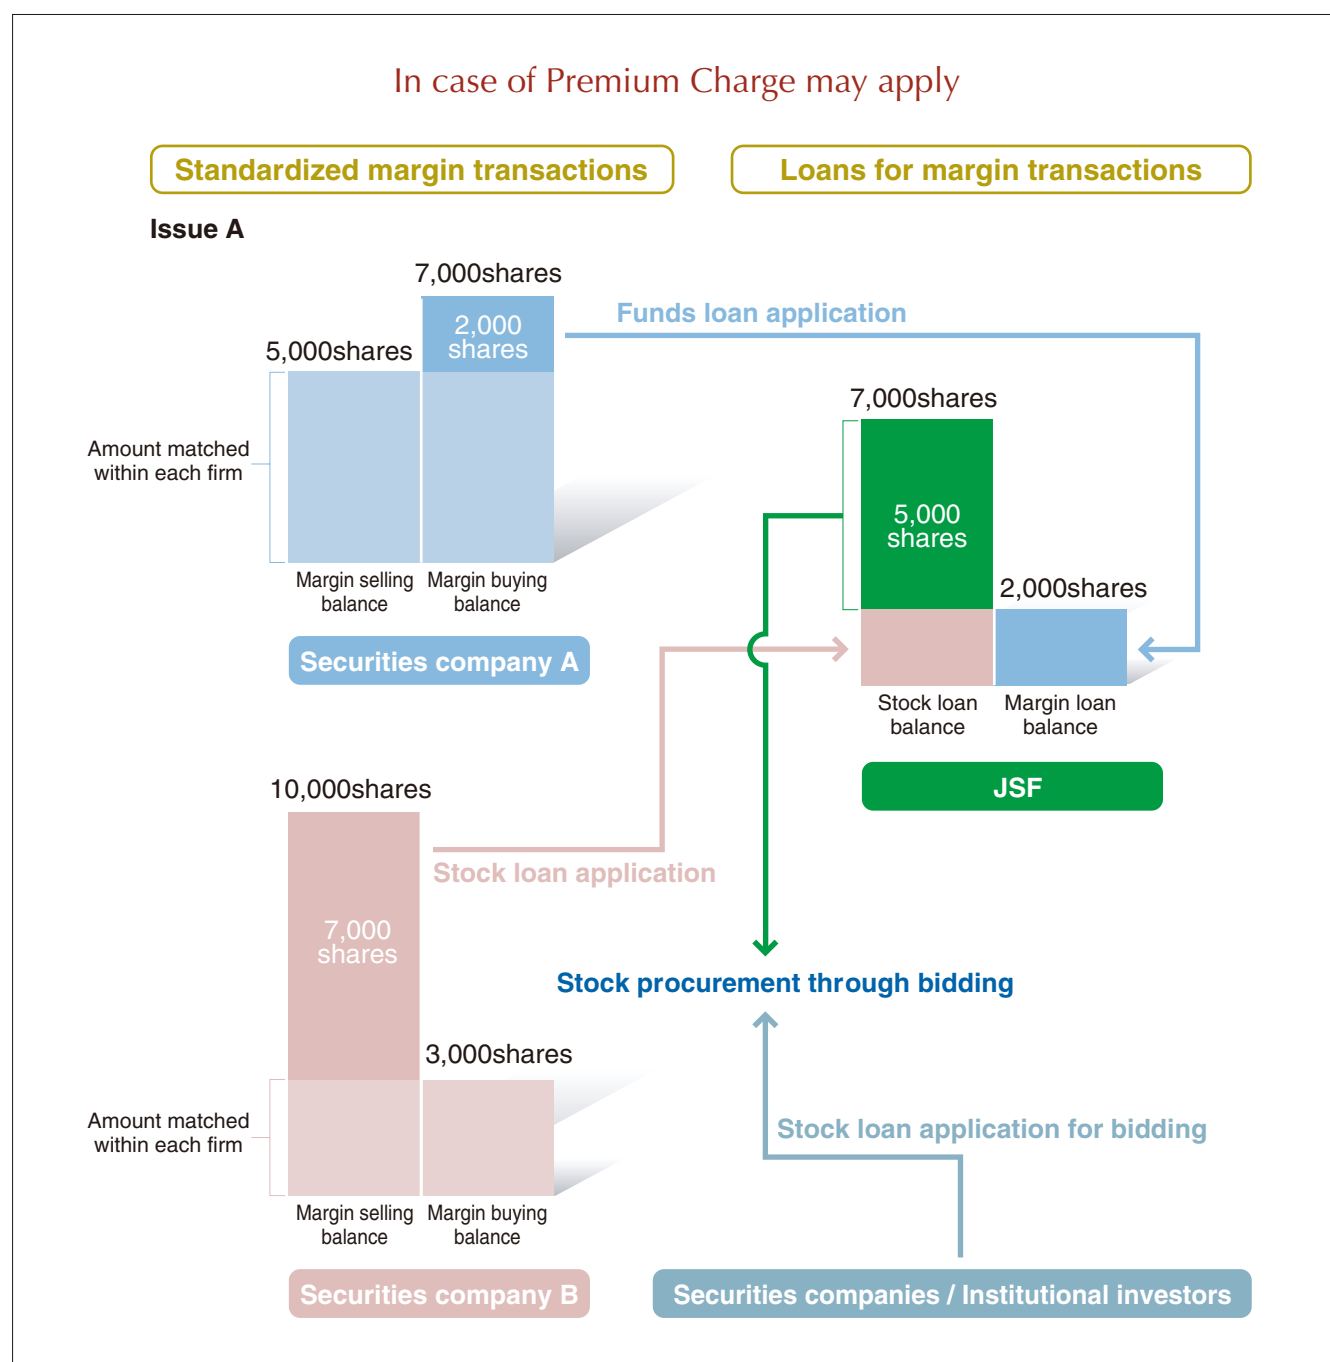 In case of Premium Charge may apply
Standardized margin transactions
Loans for margin transactions
Issue A
7,000shares
2,000
shares
5,000shares
Funds loan application
Amount matched
within each firm
Margin selling
balance
Margin buying
balance
Securities company A
7,000shares
5,000
shares
2,000shares
Stock loan
balance
Margin loan
balance
JSF
10,000shares
7,000
shares
Stock loan application
3,000shares
Amount matched
within each firm
Margin selling
balance
Margin buying
balance
Securities company B
Stock procurement through bidding
Stock loan application for bidding
Securities companies / Institutional investors